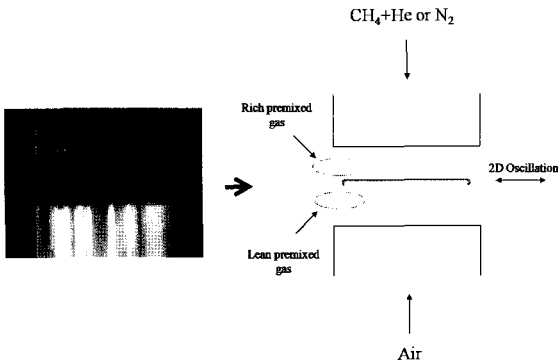 CH₄+He or N₂
Rich premixed
gas
2D Oscillation
Lean premixed
gas
Air